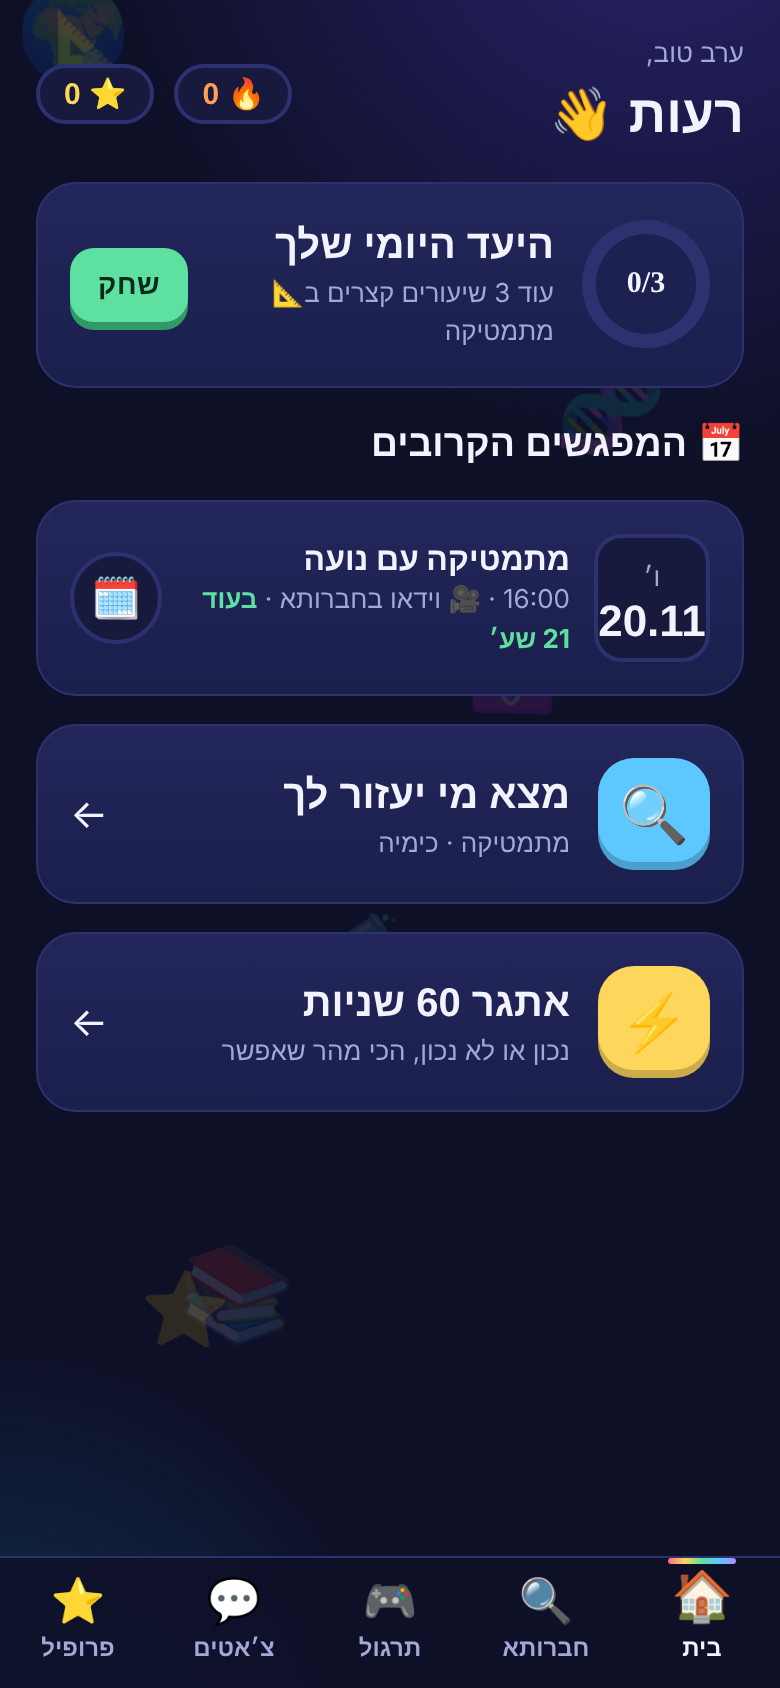 ערב טוב,
רעות 👋
🔥 0
⭐ 0
0/3
היעד היומי שלך
עוד 3 שיעורים קצרים ב📐
מתמטיקה
שחק
📅 המפגשים הקרובים
ו׳
20.11
מתמטיקה עם נועה
16:00 · 🎥 וידאו בחברותא · בעוד
21 שע׳
מצא מי יעזור לך
מתמטיקה · כימיה
אתגר 60 שניות
נכון או לא נכון, הכי מהר שאפשר
בית
חברותא
תרגול
צ׳אטים
פרופיל